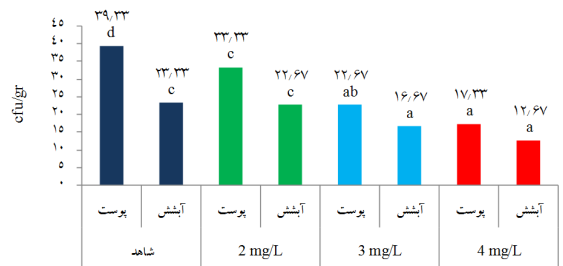 cfu/gr
۴۵
۴۰
۳۵
۳۰
۲۵
۲۰
۱۵
۱۰
۵
۰
۳۹,۳۳
d
۲۳,۳۳
c
۳۳,۳۳
c
۲۲,۶۷
c
۲۲,۶۷
ab
۱۶,۶۷
a
۱۷,۳۳
a
۱۲,۶۷
a
پوست آبشش پوست آبشش پوست آبشش پوست آبشش
شاهد 2 mg/L 3 mg/L 4 mg/L